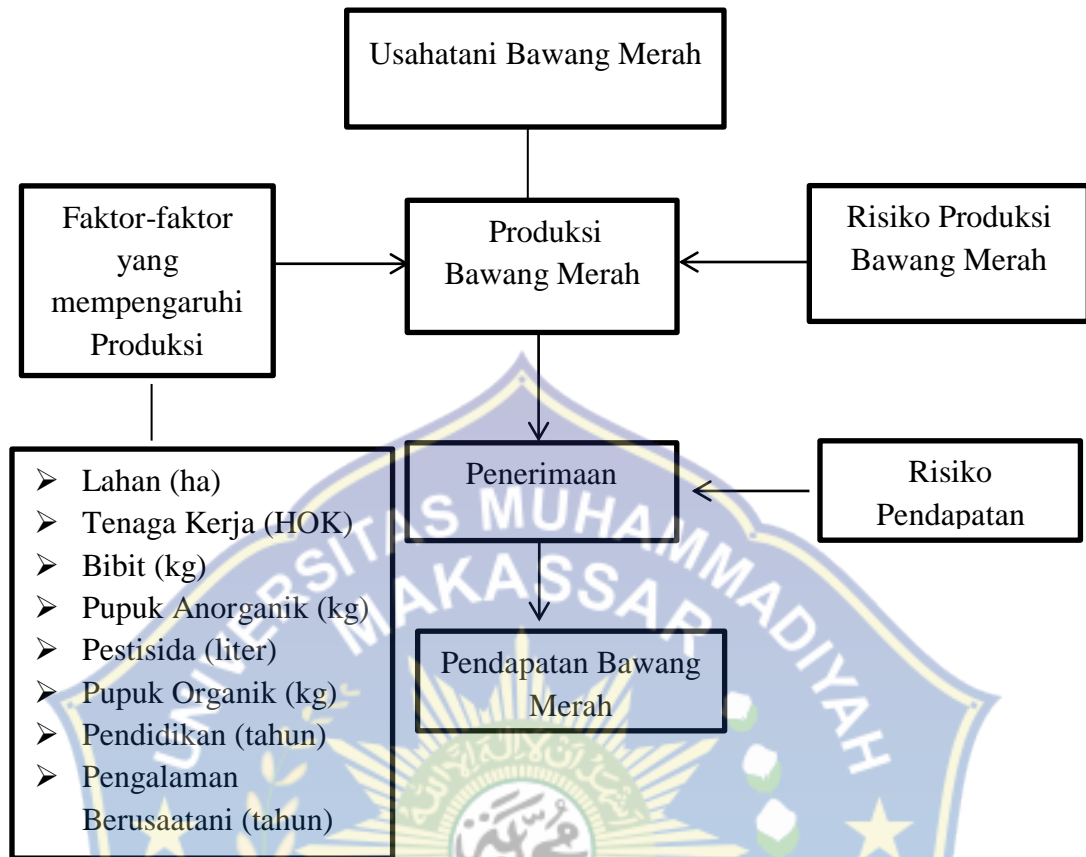 Usahatani Bawang Merah
Faktor-faktor
yang
mempengaruhi
Produksi
Produksi
Bawang Merah
Risiko Produksi
Bawang Merah
➢ Lahan (ha)
➢ Tenaga Kerja (HOK)
➢ Bibit (kg)
➢ Pupuk Anorganik (kg)
➢ Pestisida (liter)
➢ Pupuk Organik (kg)
➢ Pendidikan (tahun)
➢ Pengalaman
Berusaatani (tahun)
Penerimaan
Risiko
Pendapatan
Pendapatan Bawang
Merah
UNIVERSITAS MUHAMMADIYAH
MAKASSAR